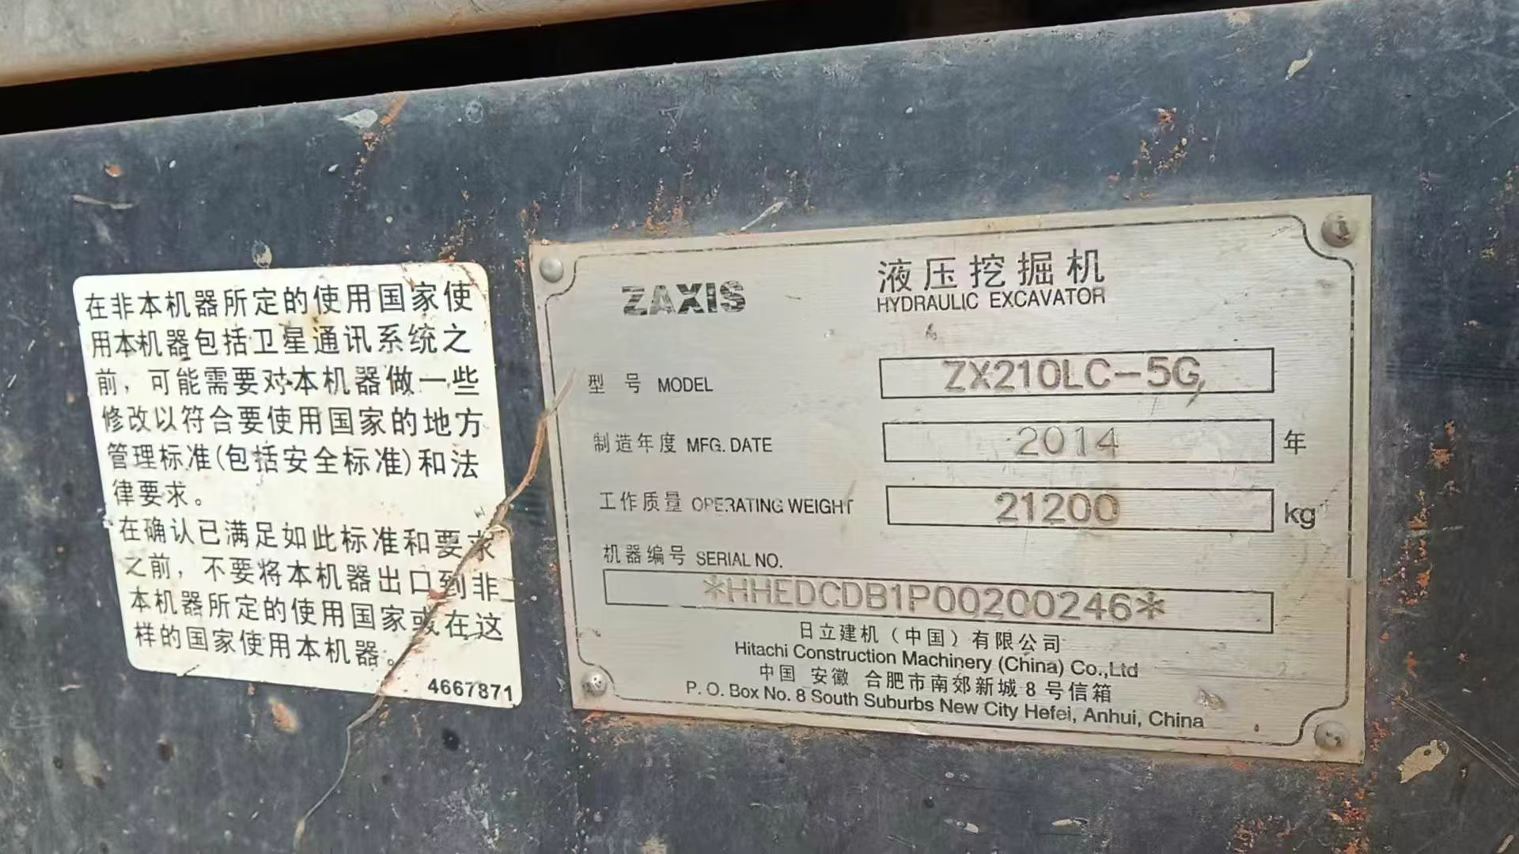 在非本机器所定的使用国家使
用本机器包括卫星通讯系统之
前，可能需要对本机器做一些
修改以符合要使用国家的地方
管理标准(包括安全标准)和法
律要求。
在确认已满足如此标准和要求
之前，不要将本机器出口到非
本机器所定的使用国家或在这
样的国家使用本机器。
4667871
ZAXIS
液压挖掘机
HYDRAULIC EXCAVATOR
型号 MODEL ZX210LC-5G
制造年度 MFG. DATE 2014 年
工作质量 OPERATING WEIGHT 21200 kg
机器编号 SERIAL NO.
*HHEDCDB1P00200246*
日立建机（中国）有限公司
Hitachi Construction Machinery (China) Co.,Ltd
中国 安徽 合肥市南郊新城 8 号信箱
P. O. Box No. 8 South Suburbs New City Hefei, Anhui, China